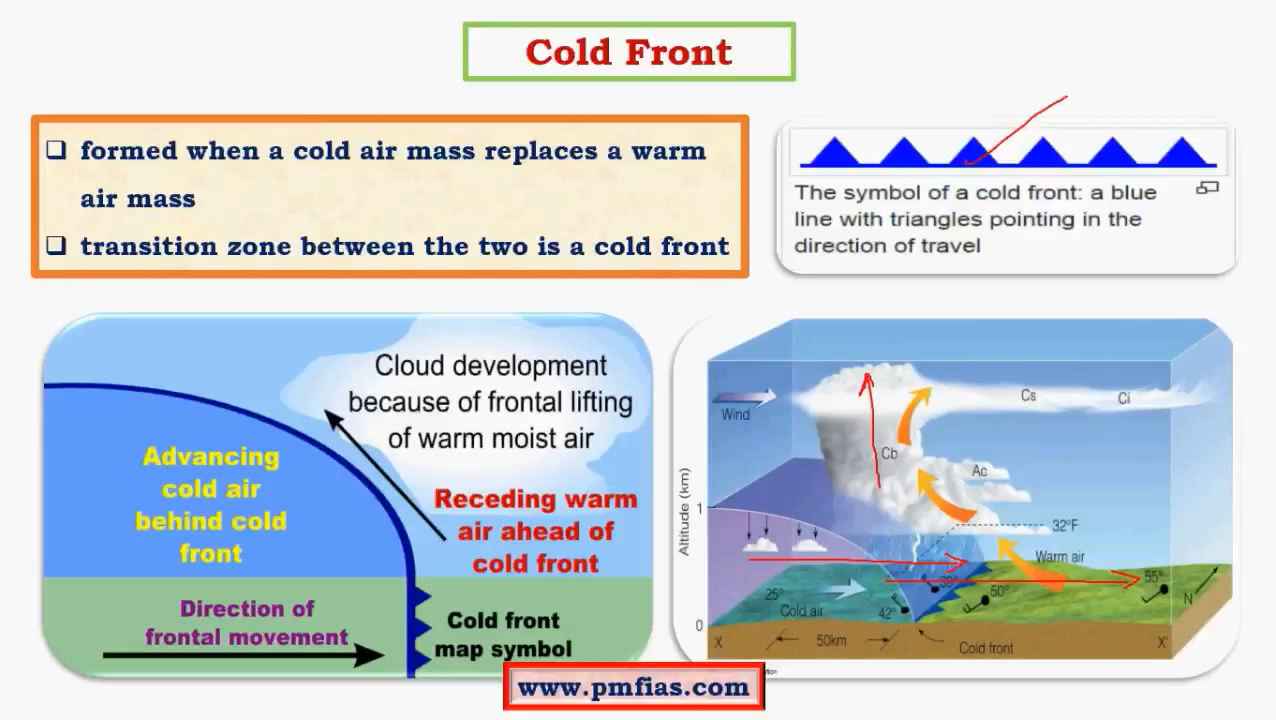 Cold Front
❑ formed when a cold air mass replaces a warm
air mass
❑ transition zone between the two is a cold front
The symbol of a cold front: a blue
line with triangles pointing in the
direction of travel
Cloud development
because of frontal lifting
of warm moist air
Advancing
cold air
behind cold
front
Receding warm
air ahead of
cold front
Direction of
frontal movement
Cold front
map symbol
Wind
Cs
Ci
Cb
Ac
Altitude (km)
1
32°F
Warm air
55°
25°
50°
N
Cold air
42°
0
X
50km
Cold front
X'
www.pmfias.com